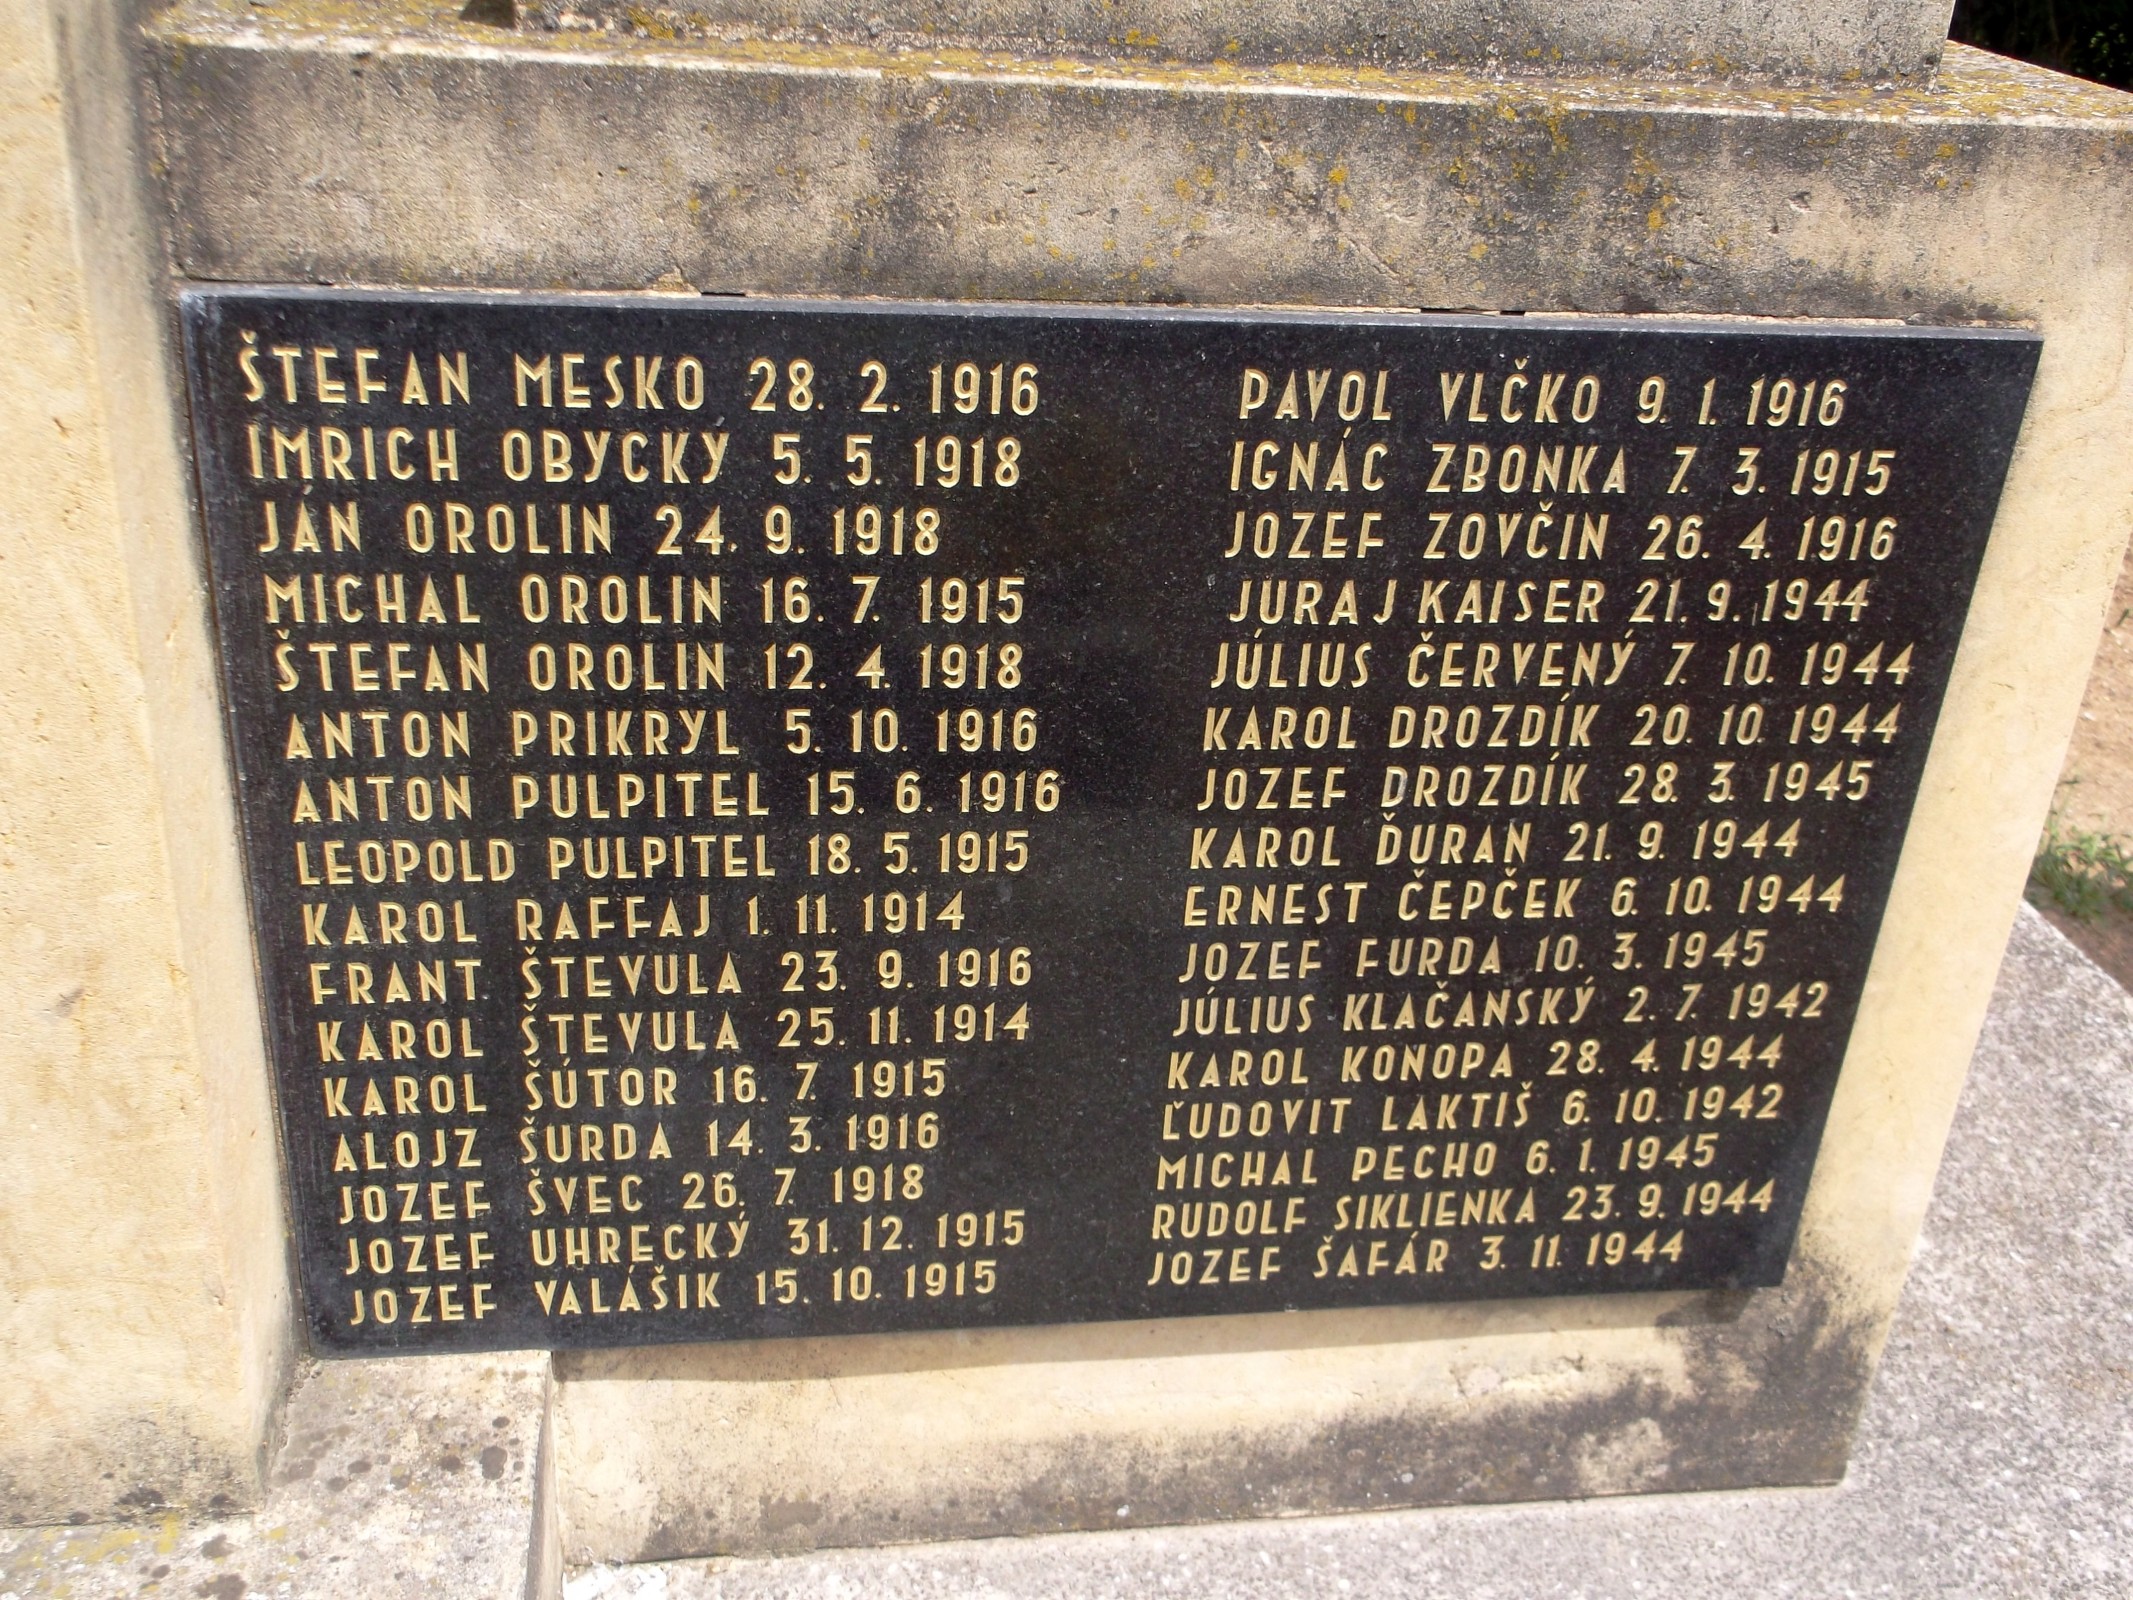 ŠTEFAN MESKO 28. 2. 1916
IMRICH OBYCKY 5. 5. 1918
JÁN OROLIN 24. 9. 1918
MICHAL OROLIN 16. 7. 1915
ŠTEFAN OROLIN 12. 4. 1918
ANTON PRIKRYL 5. 10. 1916
ANTON PULPITEL 15. 6. 1916
LEOPOLD PULPITEL 18. 5. 1915
KAROL RAFFAJ 1. 11. 1914
FRANT ŠTEVULA 23. 9. 1916
KAROL ŠTEVULA 25. 11. 1914
KAROL ŠÚTOR 16. 7. 1915
ALOJZ ŠURDA 14. 3. 1916
JOZEF ŠVEC 26. 7. 1918
JOZEF UHRECKÝ 31. 12. 1915
JOZEF VALÁŠIK 15. 10. 1915
PAVOL VLČKO 9. 1. 1916
IGNÁC ZBONKA 7. 3. 1915
JOZEF ZOVČIN 26. 4. 1916
JURAJ KAISER 21. 9. 1944
JÚLIUS ČERVENÝ 7. 10. 1944
KAROL DROZDÍK 20. 10. 1944
JOZEF DROZDÍK 28. 3. 1945
KAROL ĎURAN 21. 9. 1944
ERNEST ČEPČEK 6. 10. 1944
JOZEF FURDA 10. 3. 1945
JÚLIUS KLAČANSKÝ 2. 7. 1942
KAROL KONOPA 28. 4. 1944
ĽUDOVIT LAKTIŠ 6. 10. 1942
MICHAL PECHO 6. 1. 1945
RUDOLF SIKLIENKA 23. 9. 1944
JOZEF ŠAFÁR 3. 11. 1944